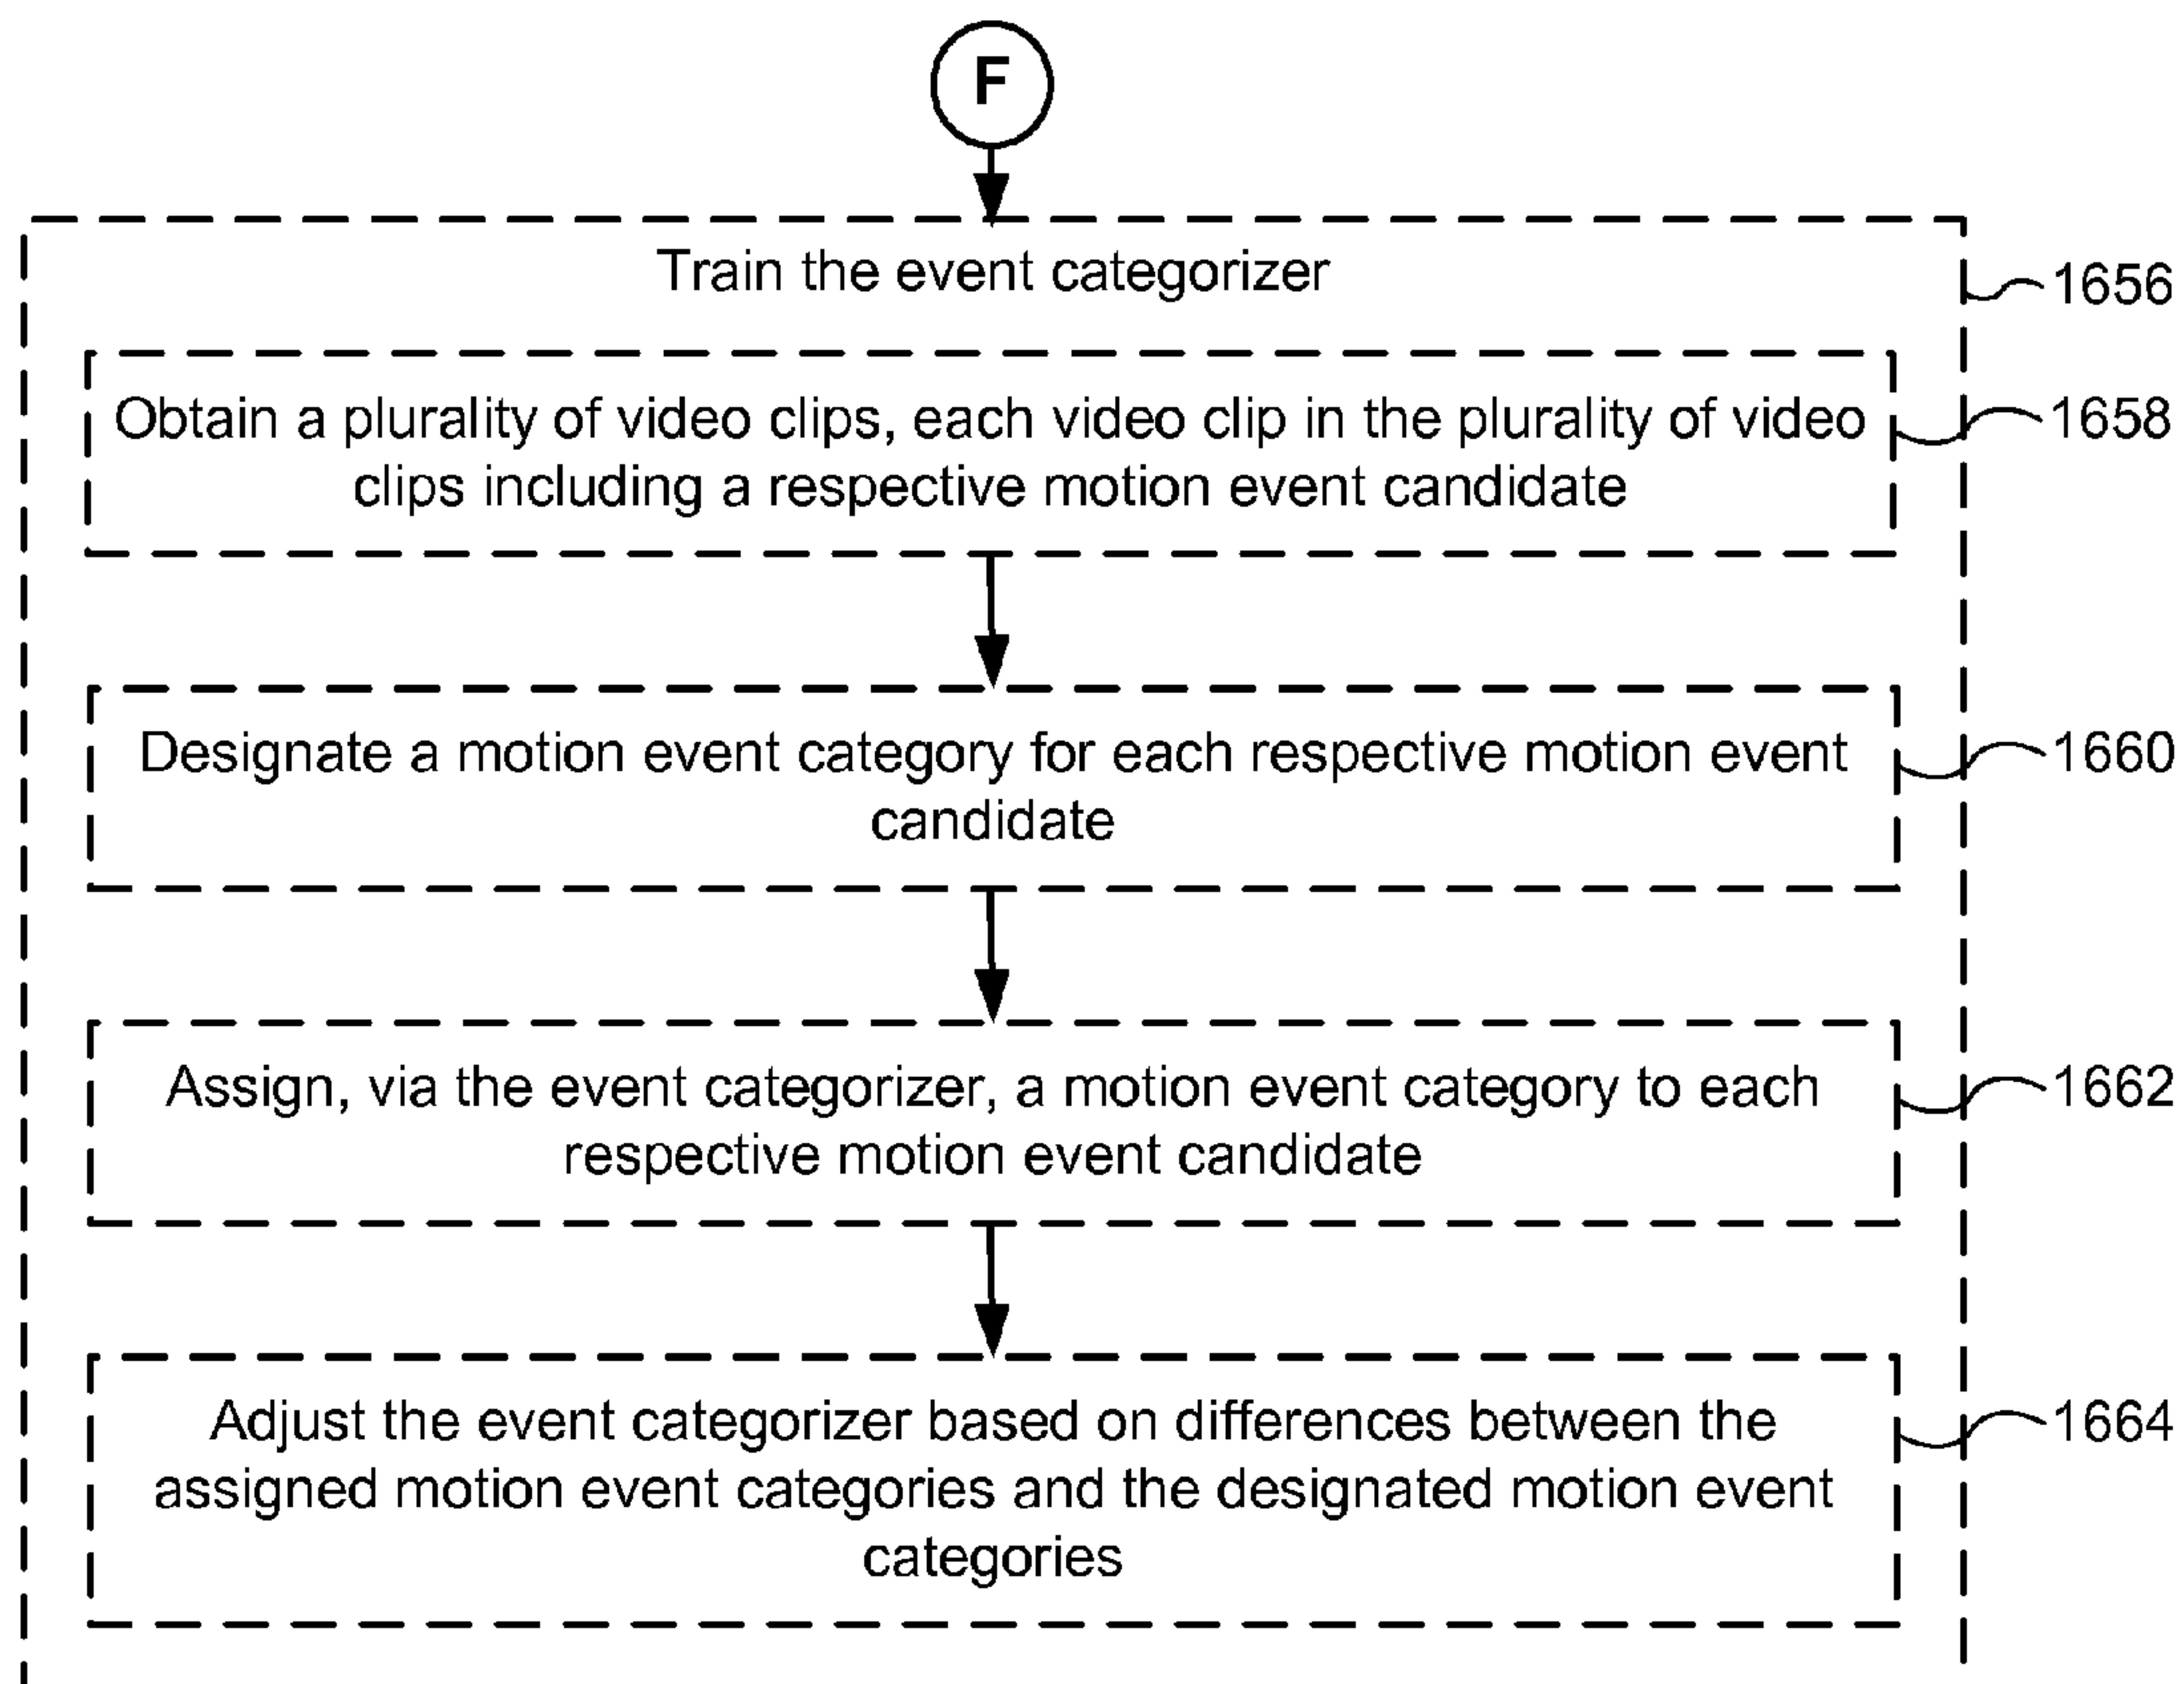 F
Train the event categorizer
1656
Obtain a plurality of video clips, each video clip in the plurality of video
clips including a respective motion event candidate
1658
Designate a motion event category for each respective motion event
candidate
1660
Assign, via the event categorizer, a motion event category to each
respective motion event candidate
1662
Adjust the event categorizer based on differences between the
assigned motion event categories and the designated motion event
categories
1664